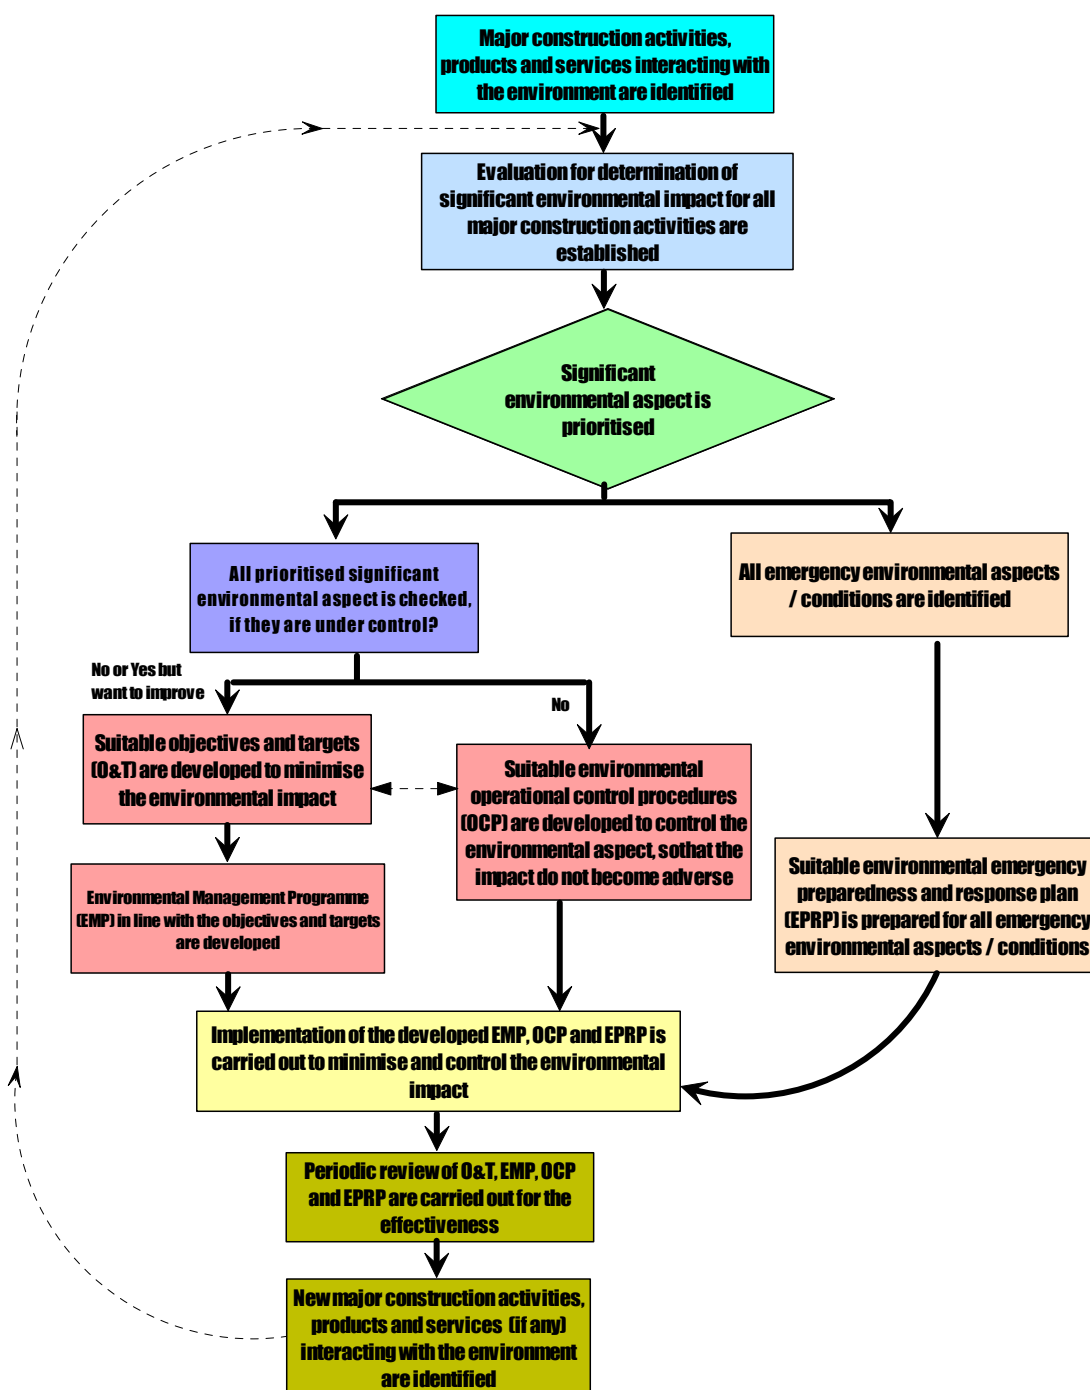 Major construction activities,
products and services interacting with
the environment are identified
Evaluation for determination of
significant environmental impact for all
major construction activities are
established
Significant
environmental aspect is
prioritised
All prioritised significant
environmental aspect is checked,
if they are under control?
All emergency environmental aspects
/ conditions are identified
No or Yes but
want to improve
No
Suitable objectives and targets
(O&T) are developed to minimise
the environmental impact
Suitable environmental
operational control procedures
(OCP) are developed to control the
environmental aspect, sothat the
impact do not become adverse
Environmental Management Programme
(EMP) in line with the objectives and targets
are developed
Suitable environmental emergency
preparedness and response plan
(EPRP) is prepared for all emergency
environmental aspects / conditions
Implementation of the developed EMP, OCP and EPRP is
carried out to minimise and control the environmental
impact
Periodic review of O&T, EMP, OCP
and EPRP are carried out for the
effectiveness
New major construction activities,
products and services (if any)
interacting with the environment
are identified